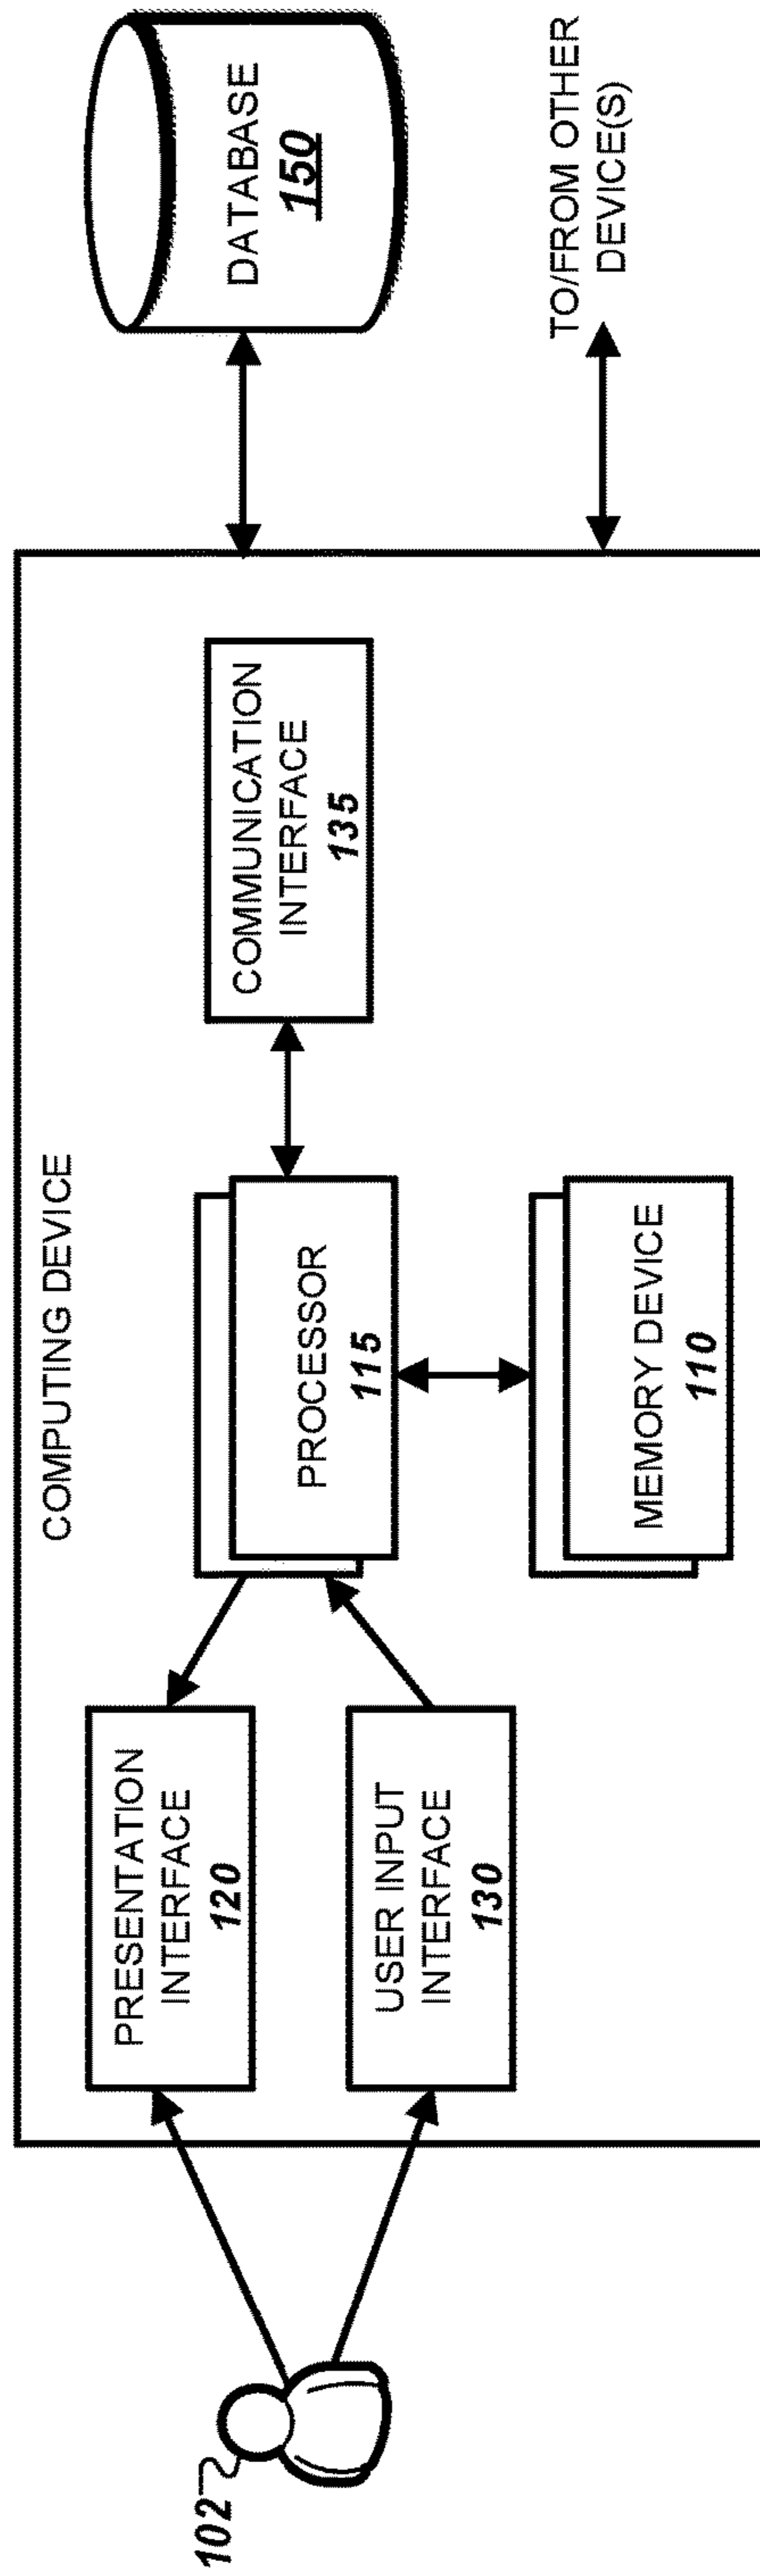 COMPUTING DEVICE
102
PRESENTATION
INTERFACE
120
USER INPUT
INTERFACE
130
PROCESSOR
115
MEMORY DEVICE
110
COMMUNICATION
INTERFACE
135
DATABASE
150
TO/FROM OTHER
DEVICE(S)